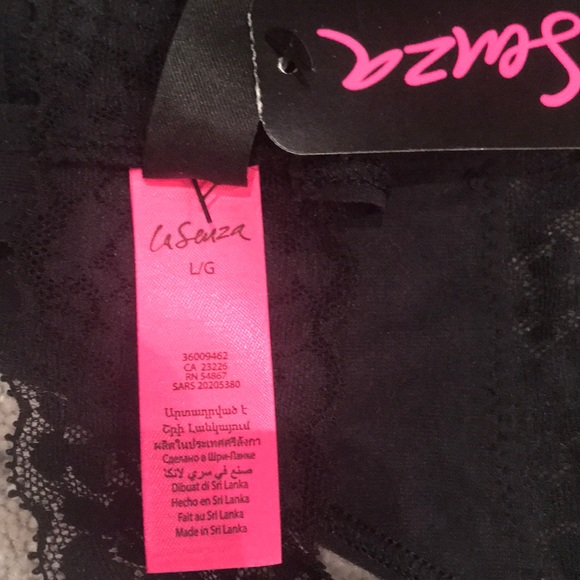 Senza
la Senza
L/G
36009462
CA 23226
RN 54867
SARS 20205380
Արտադրված է
Շրի Լանկայում
ผลิตในประเทศศรีลังกา
Сделано в Шри-Ланке
صنع في سري لانكا
Dibuat di Sri Lanka
Hecho en Sri Lanka
Fait au Sri Lanka
Made in Sri Lanka